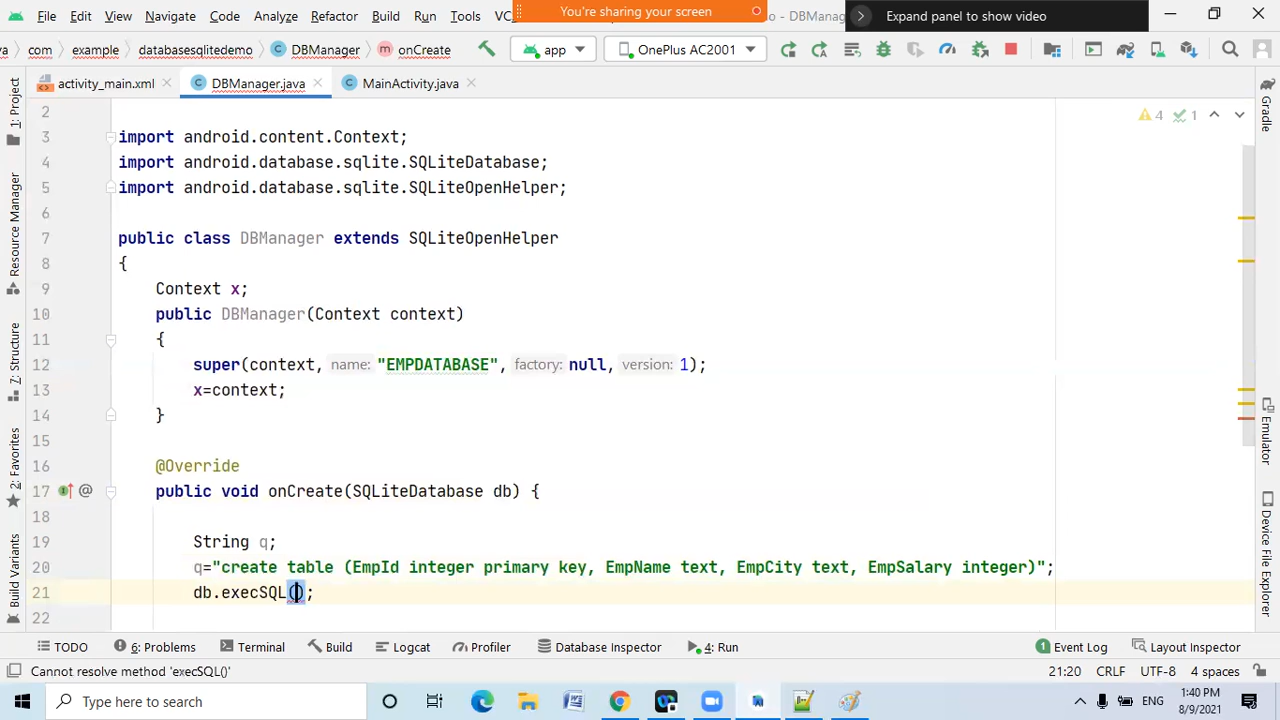 File Edit View Navigate Code Analyze Refactor Build Run Tools VC
You're sharing your screen
DBManage
Expand panel to show video
com example databasesqlitedemo DBManager onCreate app OnePlus AC2001
activity_main.xml DBManager.java MainActivity.java
4 1
2
3 import android.content.Context;
4 import android.database.sqlite.SQLiteDatabase;
5 import android.database.sqlite.SQLiteOpenHelper;
6
7 public class DBManager extends SQLiteOpenHelper
8 {
9 Context x;
10 public DBManager(Context context)
11 {
12 super(context, name: "EMPDATABASE", factory: null, version: 1);
13 x=context;
14 }
15
16 @Override
17 public void onCreate(SQLiteDatabase db) {
18
19 String q;
20 q="create table (EmpId integer primary key, EmpName text, EmpCity text, EmpSalary integer)";
21 db.execSQL();
22
1: Project
Resource Manager
Z: Structure
2: Favorites
Build Variants
Gradle
Emulator
Device File Explorer
TODO 6: Problems Terminal Build Logcat Profiler Database Inspector 4: Run 1 Event Log Layout Inspector
Cannot resolve method 'execSQL()' 21:20 CRLF UTF-8 4 spaces
Type here to search
ENG
1:40 PM
8/9/2021